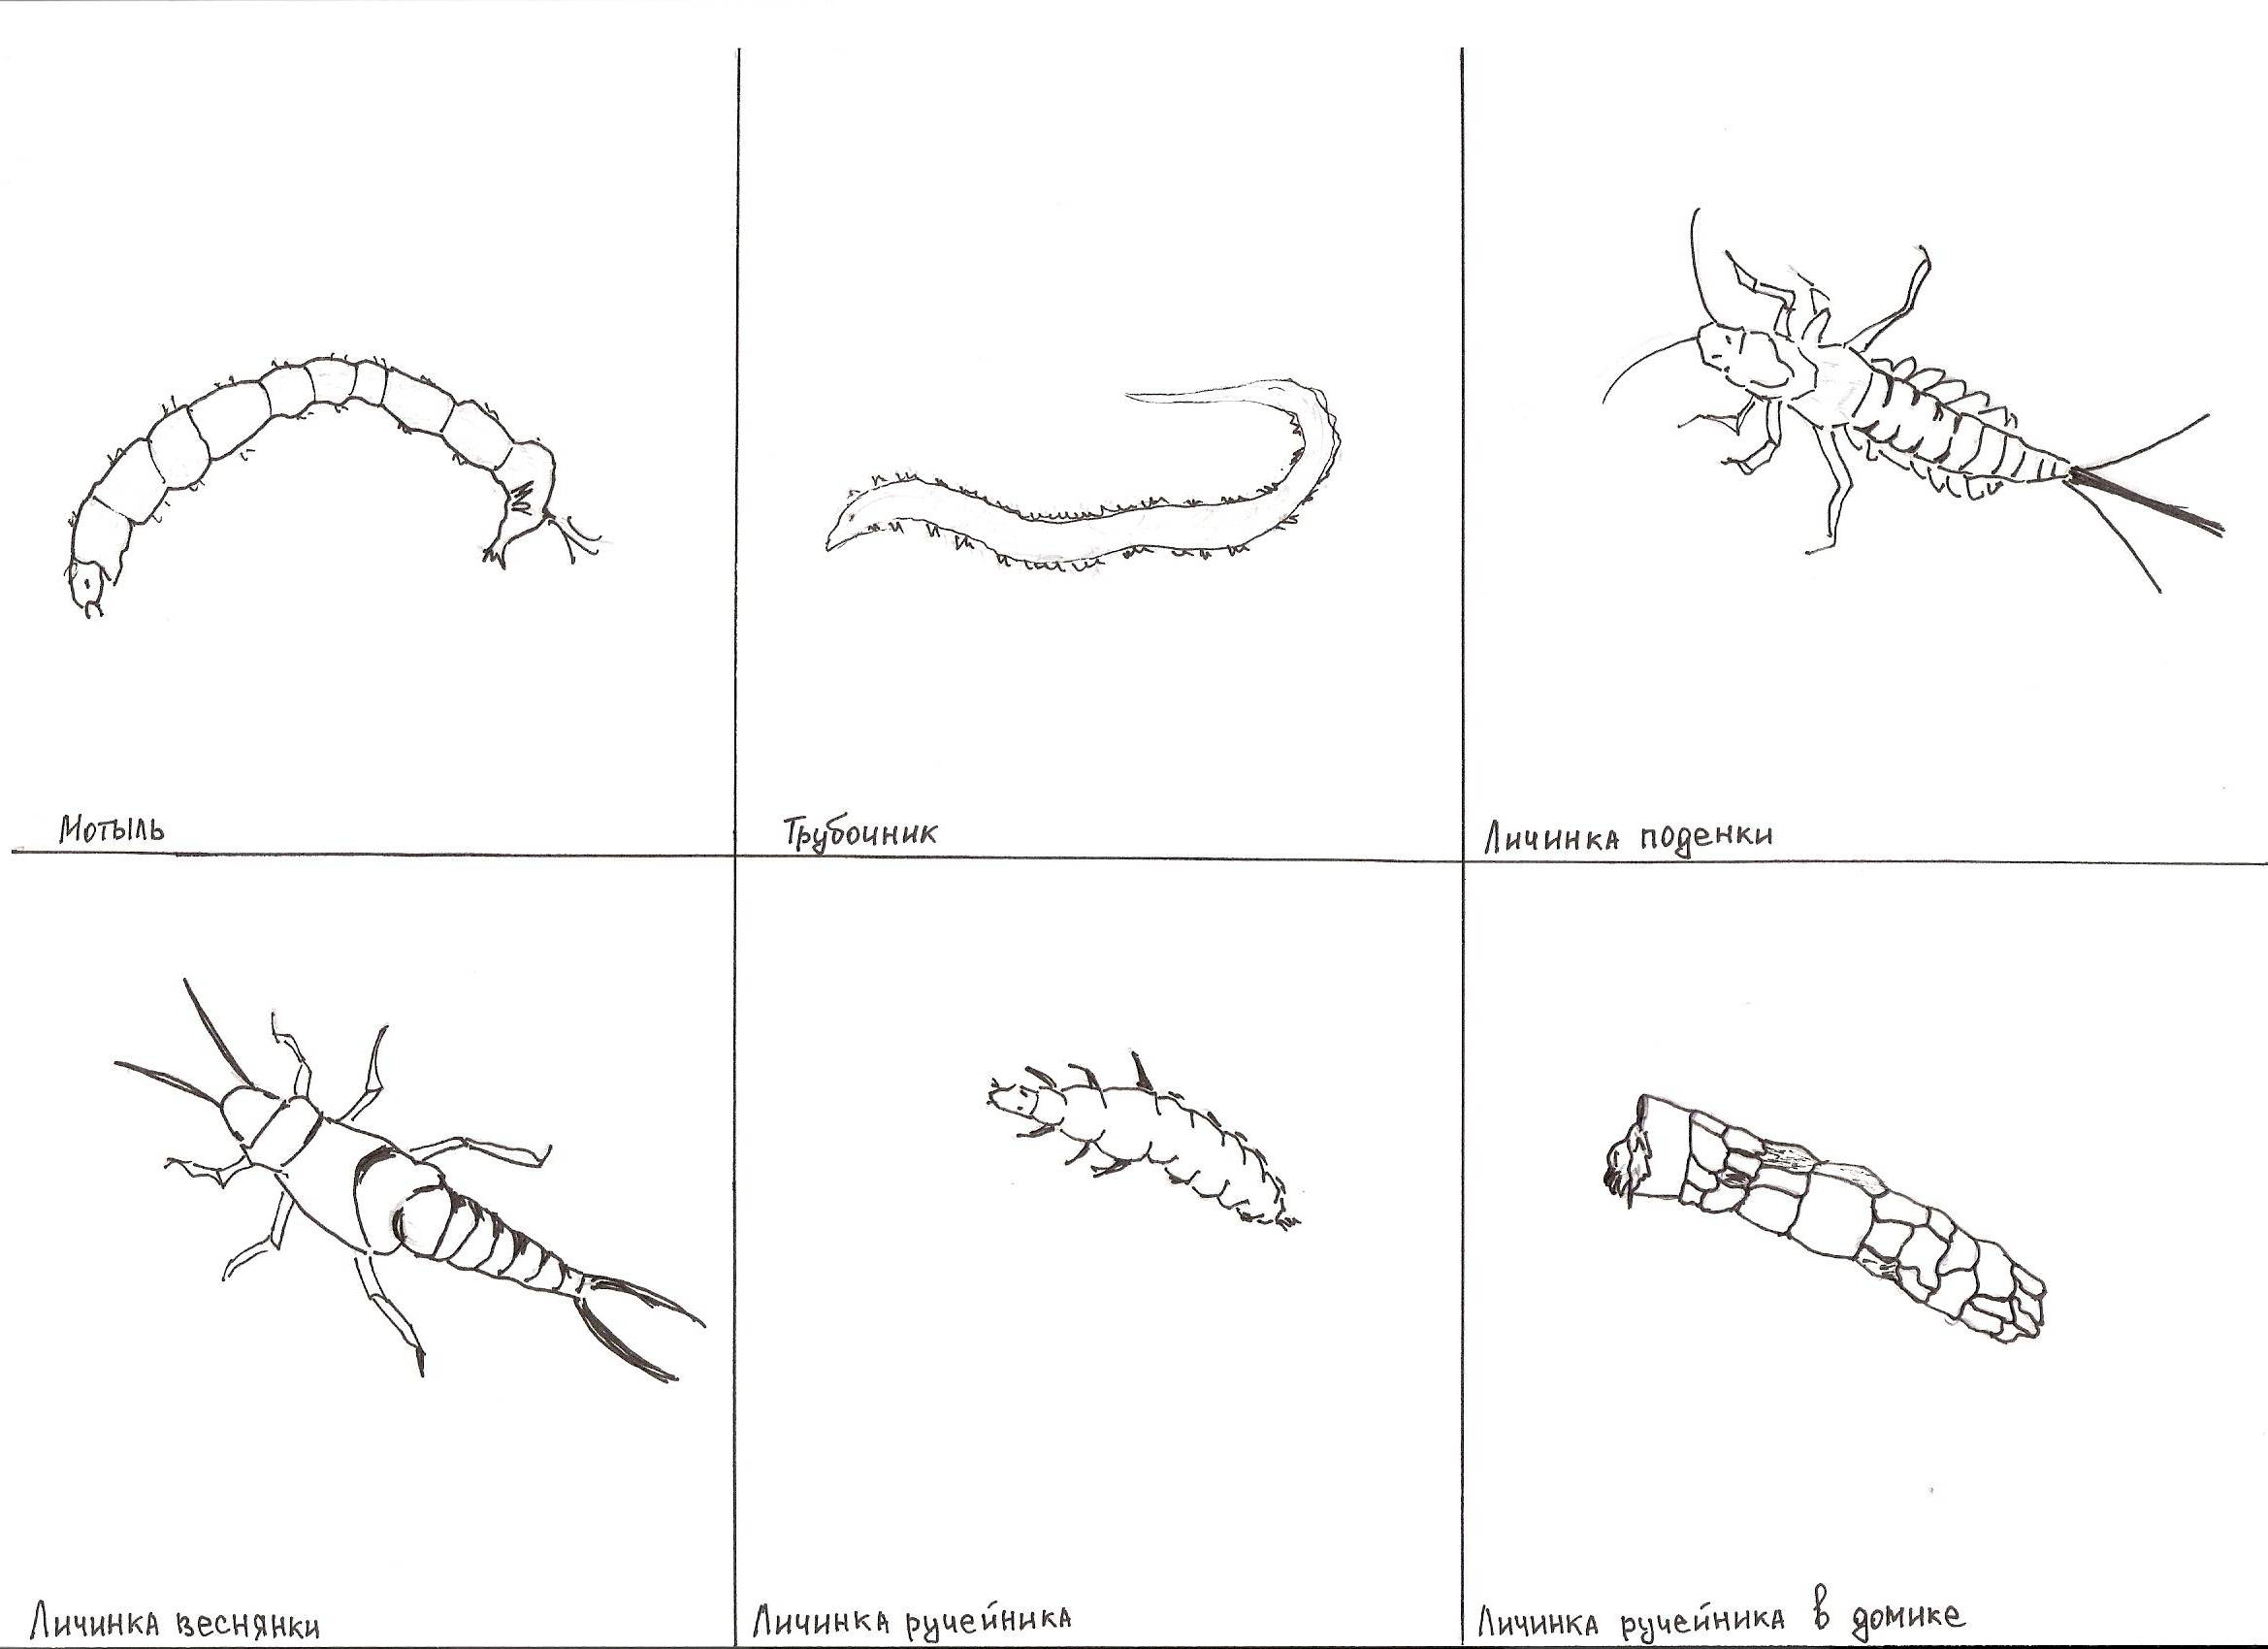 Мотыль
Трубочник
Личинка поденки
Личинка веснянки
Личинка ручейника
Личинка ручейника в домике